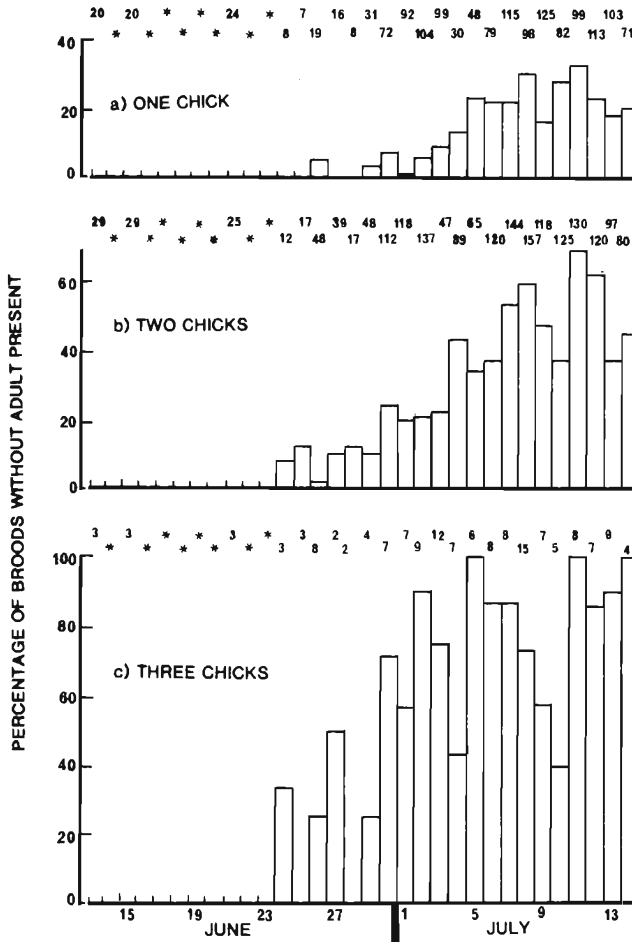 20 20 * * 24 * 7 16 31 92 99 48 115 125 99 103
* * * * * 8 19 8 72 104 30 79 98 82 113 71
40
a) ONE CHICK
20
0
29 29 * * 25 * 17 39 48 118 47 65 144 118 130 97
* * * * * 12 48 17 112 137 89 120 157 125 120 80
60
b) TWO CHICKS
40
20
0
3 3 * * 3 * 3 2 4 7 12 6 8 7 8 9
* * * * * 3 8 2 7 9 7 8 15 5 7 4
100
80
c) THREE CHICKS
60
40
20
0
15 19 23 27 1 5 9 13
JUNE JULY
PERCENTAGE OF BROODS WITHOUT ADULT PRESENT